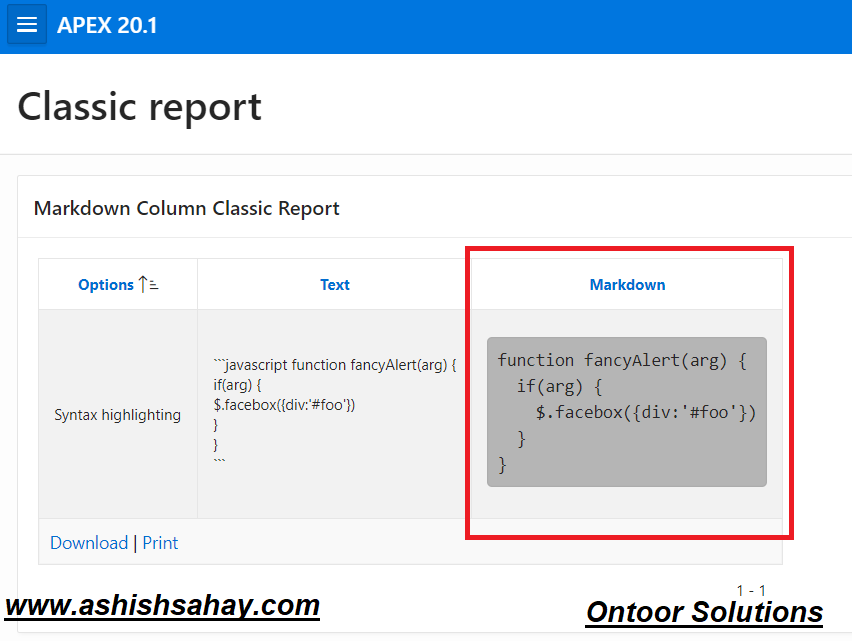 APEX 20.1
Classic report
Markdown Column Classic Report
Options Text Markdown
Syntax highlighting
```javascript function fancyAlert(arg) {
if(arg) {
$.facebox({div:'#foo'})
}
}
```
function fancyAlert(arg) {
  if(arg) {
    $.facebox({div:'#foo'})
  }
}
Download | Print
1 - 1
www.ashishsahay.com
Ontoor Solutions